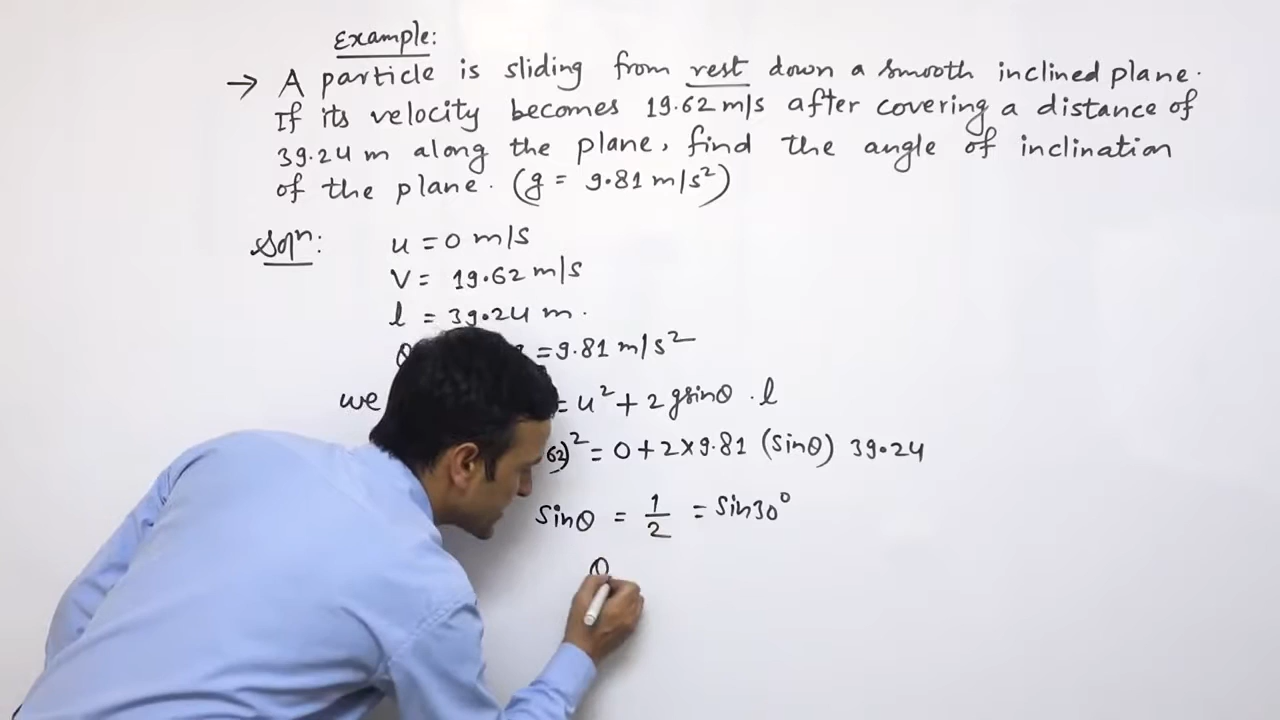 Example:
→ A particle is sliding from rest down a smooth inclined plane.
If its velocity becomes 19.62 m/s after covering a distance of
39.24 m along the plane, find the angle of inclination
of the plane. (g = 9.81 m/s²)
Solⁿ:
u = 0 m/s
V = 19.62 m/s
l = 39.24 m.
= 9.81 m/s²
we = u² + 2 g sinθ . l
62)² = 0 + 2 × 9.81 (sinθ) 39.24
sinθ = 1/2 = sin30°
θ